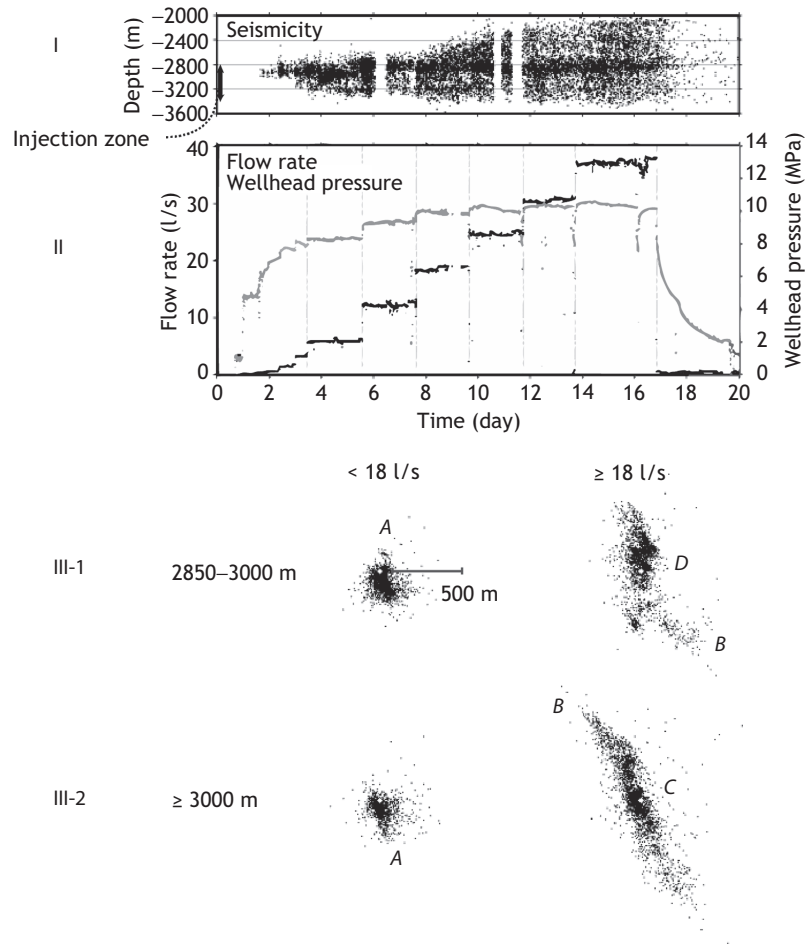 I
Depth (m)
−2000
−2400
−2800
−3200
−3600
Seismicity
Injection zone
II
Flow rate (l/s)
40
30
20
10
0
Flow rate
Wellhead pressure
14
12
10
8
6
4
2
0
Wellhead pressure (MPa)
0 2 4 6 8 10 12 14 16 18 20
Time (day)
< 18 l/s ≥ 18 l/s
III-1 2850–3000 m
A
500 m
D
B
III-2 ≥ 3000 m
A
B
C